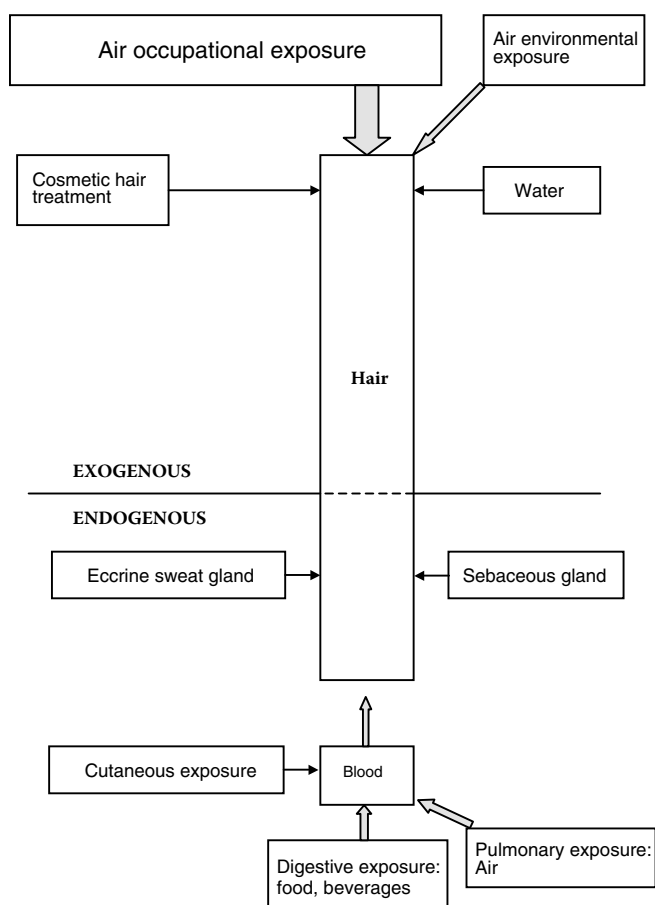 Air occupational exposure
Air environmental
exposure
Cosmetic hair
treatment
Water
Hair
EXOGENOUS
ENDOGENOUS
Eccrine sweat gland
Sebaceous gland
Cutaneous exposure
Blood
Digestive exposure:
food, beverages
Pulmonary exposure:
Air